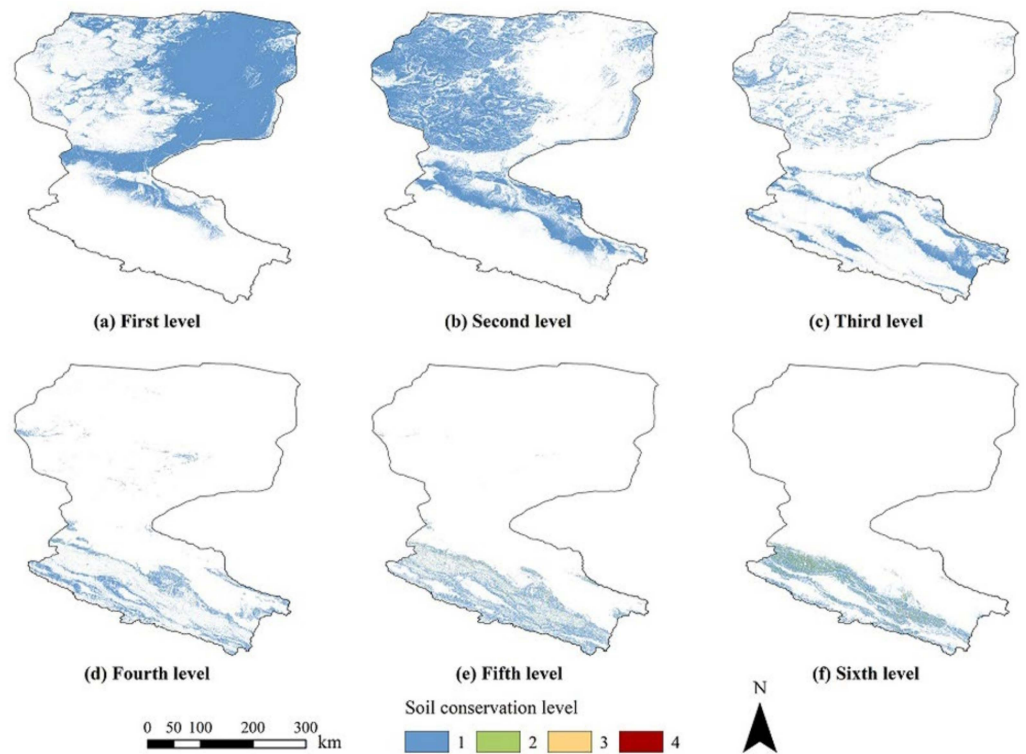 (a) First level
(b) Second level
(c) Third level
(d) Fourth level
(e) Fifth level
(f) Sixth level
0 50 100 200 300
km
Soil conservation level
1 2 3 4
N